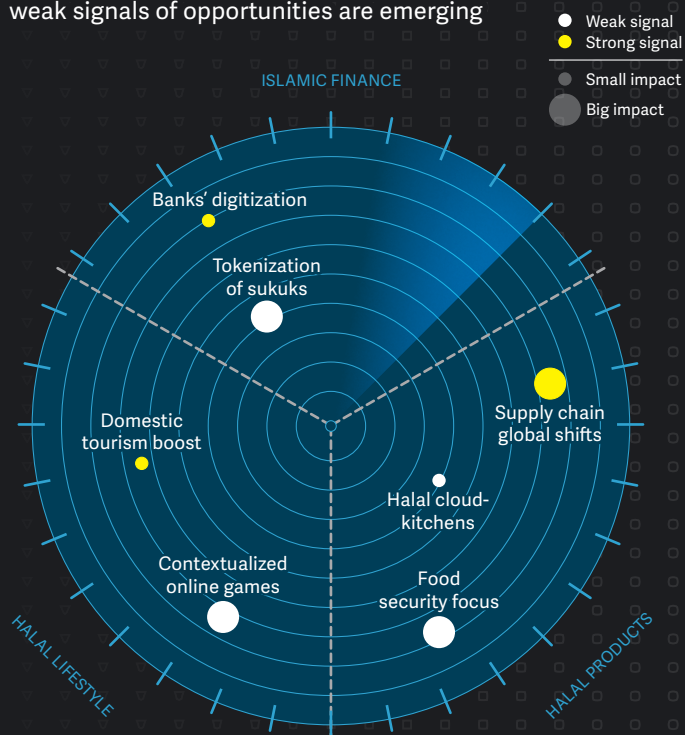 weak signals of opportunities are emerging
Weak signal
Strong signal
Small impact
Big impact
ISLAMIC FINANCE
Banks’ digitization
Tokenization
of sukuks
Supply chain
global shifts
Domestic
tourism boost
Halal cloud-
kitchens
Contextualized
online games
Food
security focus
HALAL LIFESTYLE
HALAL PRODUCTS